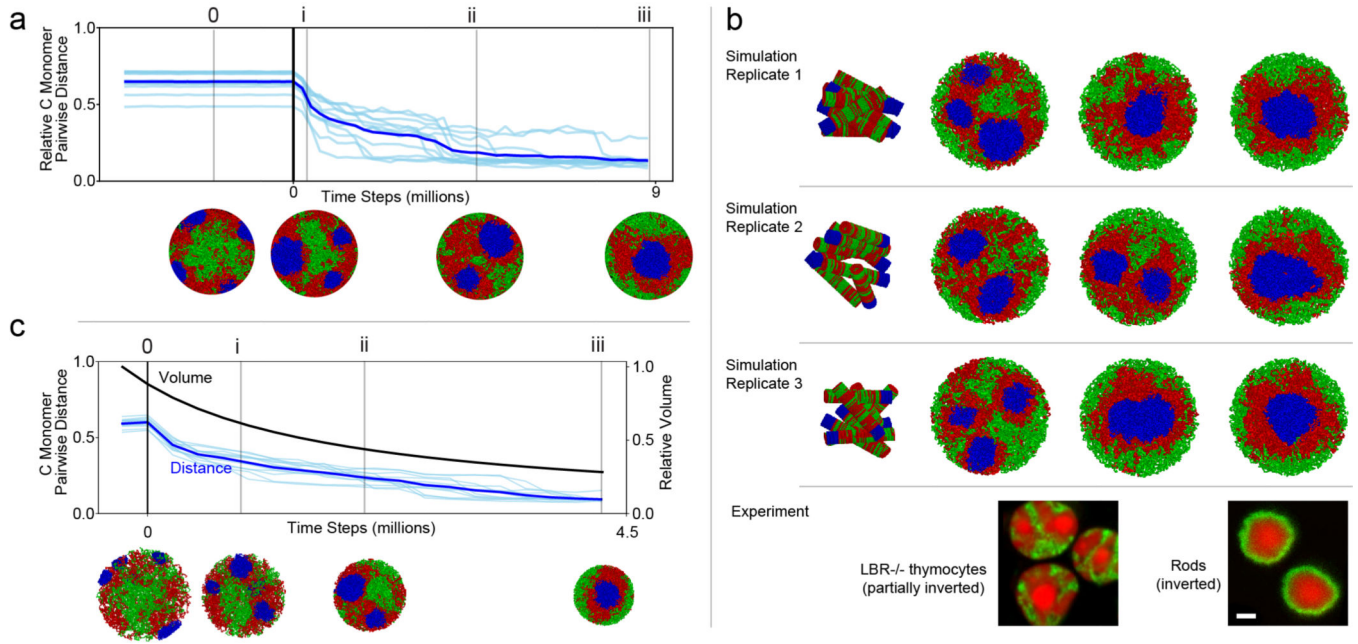 a
0 i ii iii
1.0
0.5
0.0
Relative C Monomer
Pairwise Distance
0 9
Time Steps (millions)
c
0 i ii iii
1.0
0.5
0.0
C Monomer
Pairwise Distance
Volume
Distance
1.0
0.5
0.0
Relative Volume
0 4.5
Time Steps (millions)
b
Simulation
Replicate 1
Simulation
Replicate 2
Simulation
Replicate 3
Experiment
LBR-/- thymocytes
(partially inverted)
Rods
(inverted)